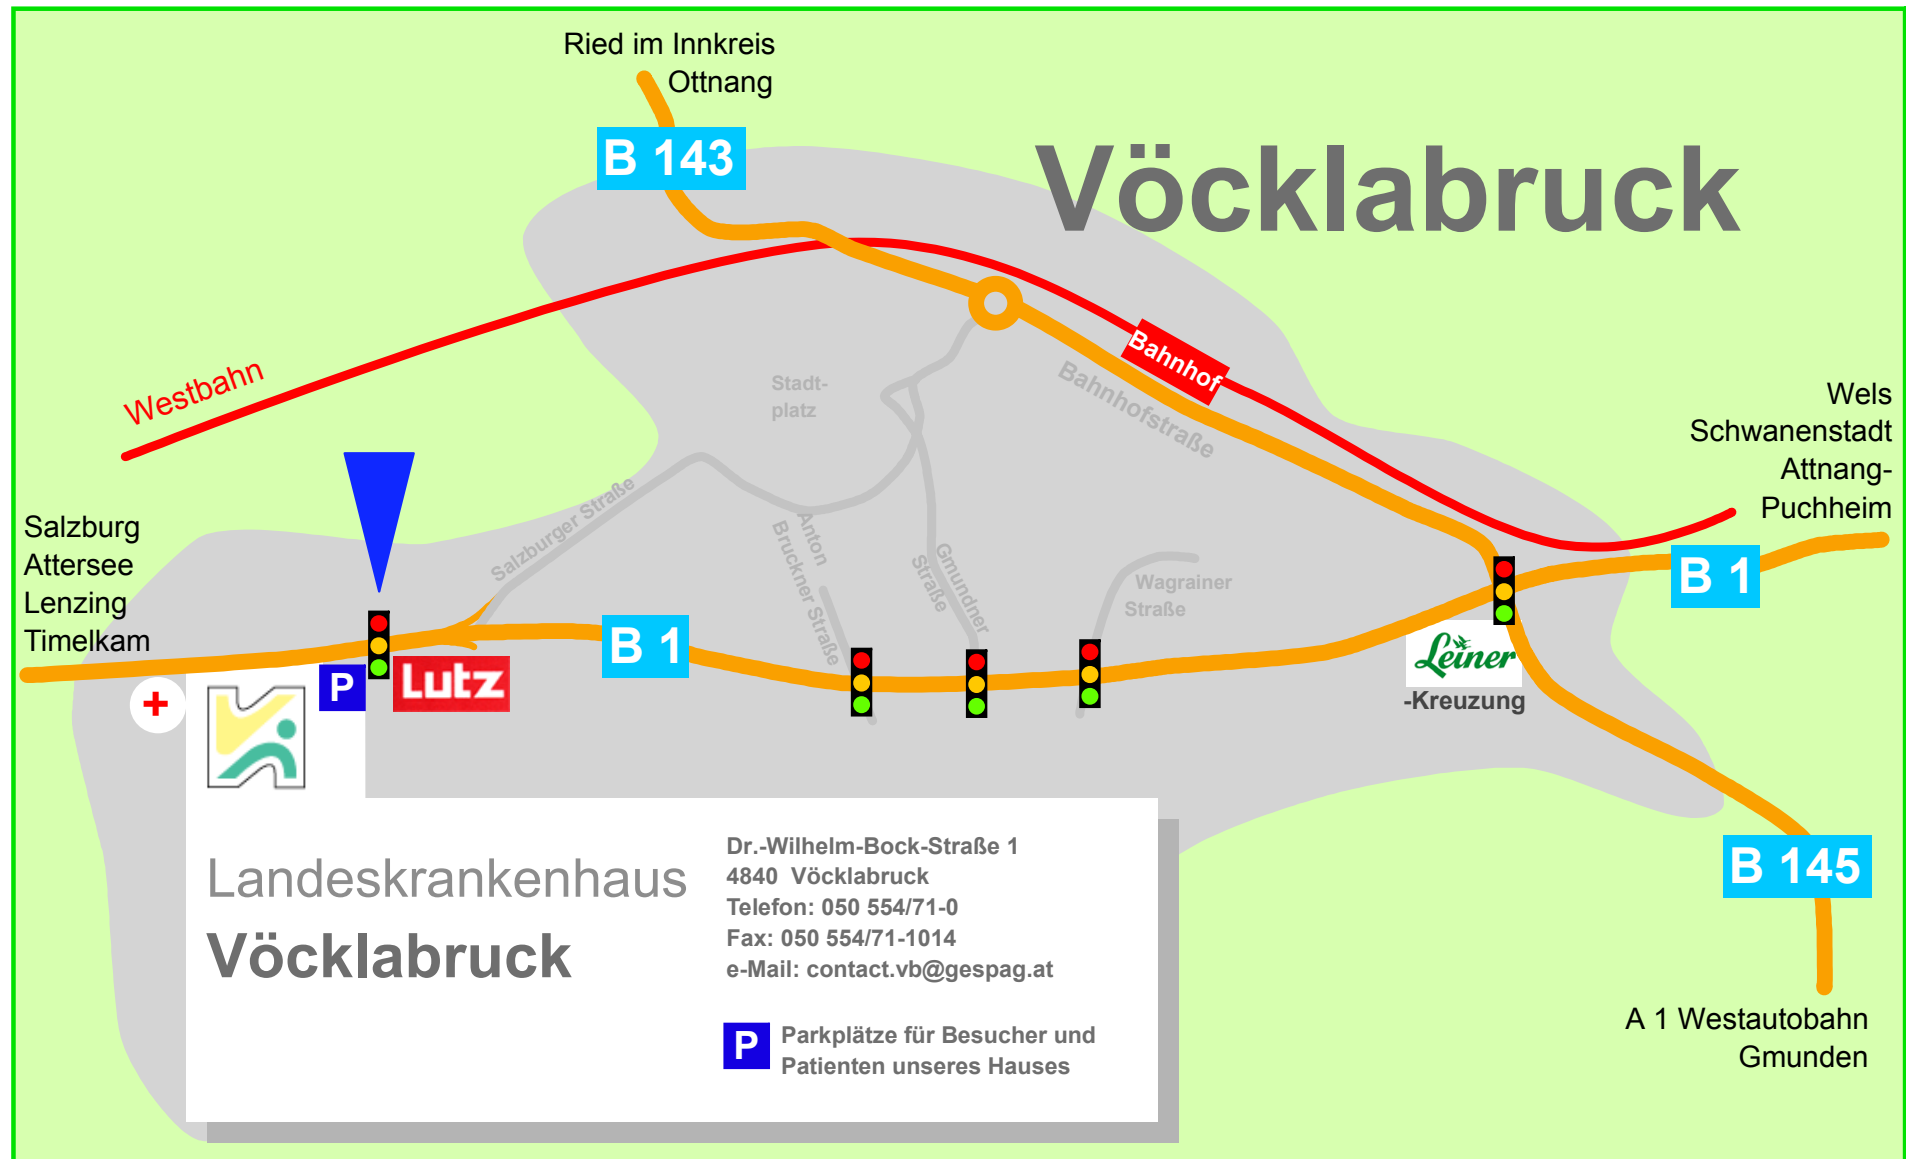 Ried im Innkreis
Ottnang
B 143
Vöcklabruck
Westbahn
Bahnhof
Bahnhofstraße
Stadt-
platz
Wels
Schwanenstadt
Attnang-
Puchheim
Salzburg
Attersee
Lenzing
Timelkam
Salzburger Straße
Anton
Bruckner Straße
Gmundner
Straße
Wagrainer
Straße
B 1
B 1
P
Lutz
Leiner
-Kreuzung
B 145
Landeskrankenhaus
Vöcklabruck
Dr.-Wilhelm-Bock-Straße 1
4840 Vöcklabruck
Telefon: 050 554/71-0
Fax: 050 554/71-1014
e-Mail: contact.vb@gespag.at
P
Parkplätze für Besucher und
Patienten unseres Hauses
A 1 Westautobahn
Gmunden